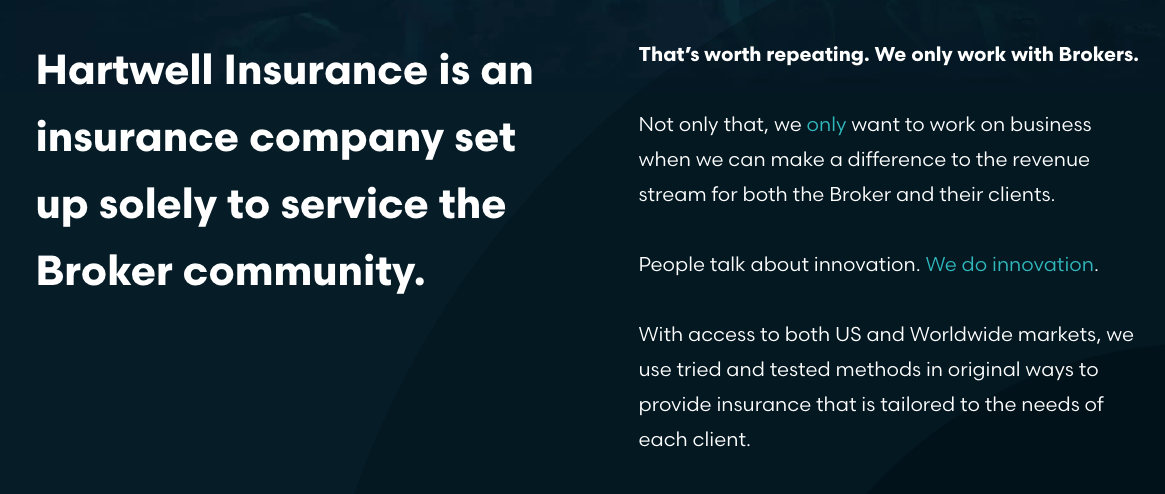 Hartwell Insurance is an
insurance company set
up solely to service the
Broker community.
That’s worth repeating. We only work with Brokers.
Not only that, we only want to work on business
when we can make a difference to the revenue
stream for both the Broker and their clients.
People talk about innovation. We do innovation.
With access to both US and Worldwide markets, we
use tried and tested methods in original ways to
provide insurance that is tailored to the needs of
each client.